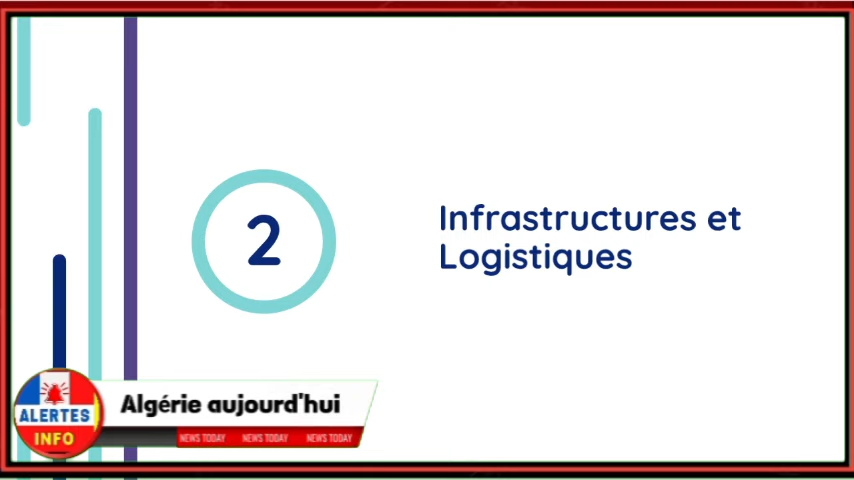 2
Infrastructures et
Logistiques
ALERTES
INFO
Algérie aujourd'hui
NEWS TODAY NEWS TODAY NEWS TODAY